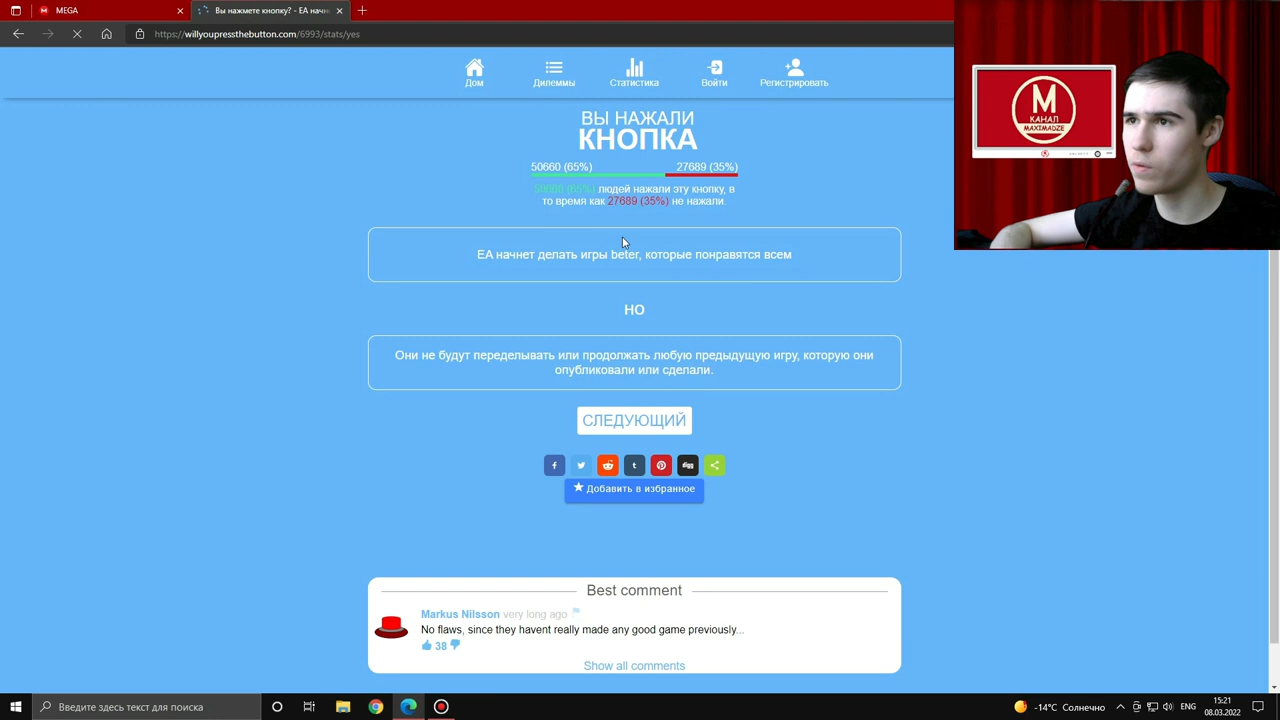 MEGA
Вы нажмете кнопку? - EA начн
https://willyoupressthebutton.com/6993/stats/yes
Дом
Дилеммы
Статистика
Войти
Регистрировать
М
КАНАЛ
MAXIMADZE
ВЫ НАЖАЛИ
КНОПКА
50660 (65%)
27689 (35%)
50660 (65%) людей нажали эту кнопку, в
то время как 27689 (35%) не нажали.
EA начнет делать игры beter, которые понравятся всем
НО
Они не будут переделывать или продолжать любую предыдущую игру, которую они
опубликовали или сделали.
СЛЕДУЮЩИЙ
f
t
digg
Добавить в избранное
Best comment
Markus Nilsson very long ago
No flaws, since they havent really made any good game previously...
38
Show all comments
Введите здесь текст для поиска
-14°C Солнечно
ENG
15:21
08.03.2022